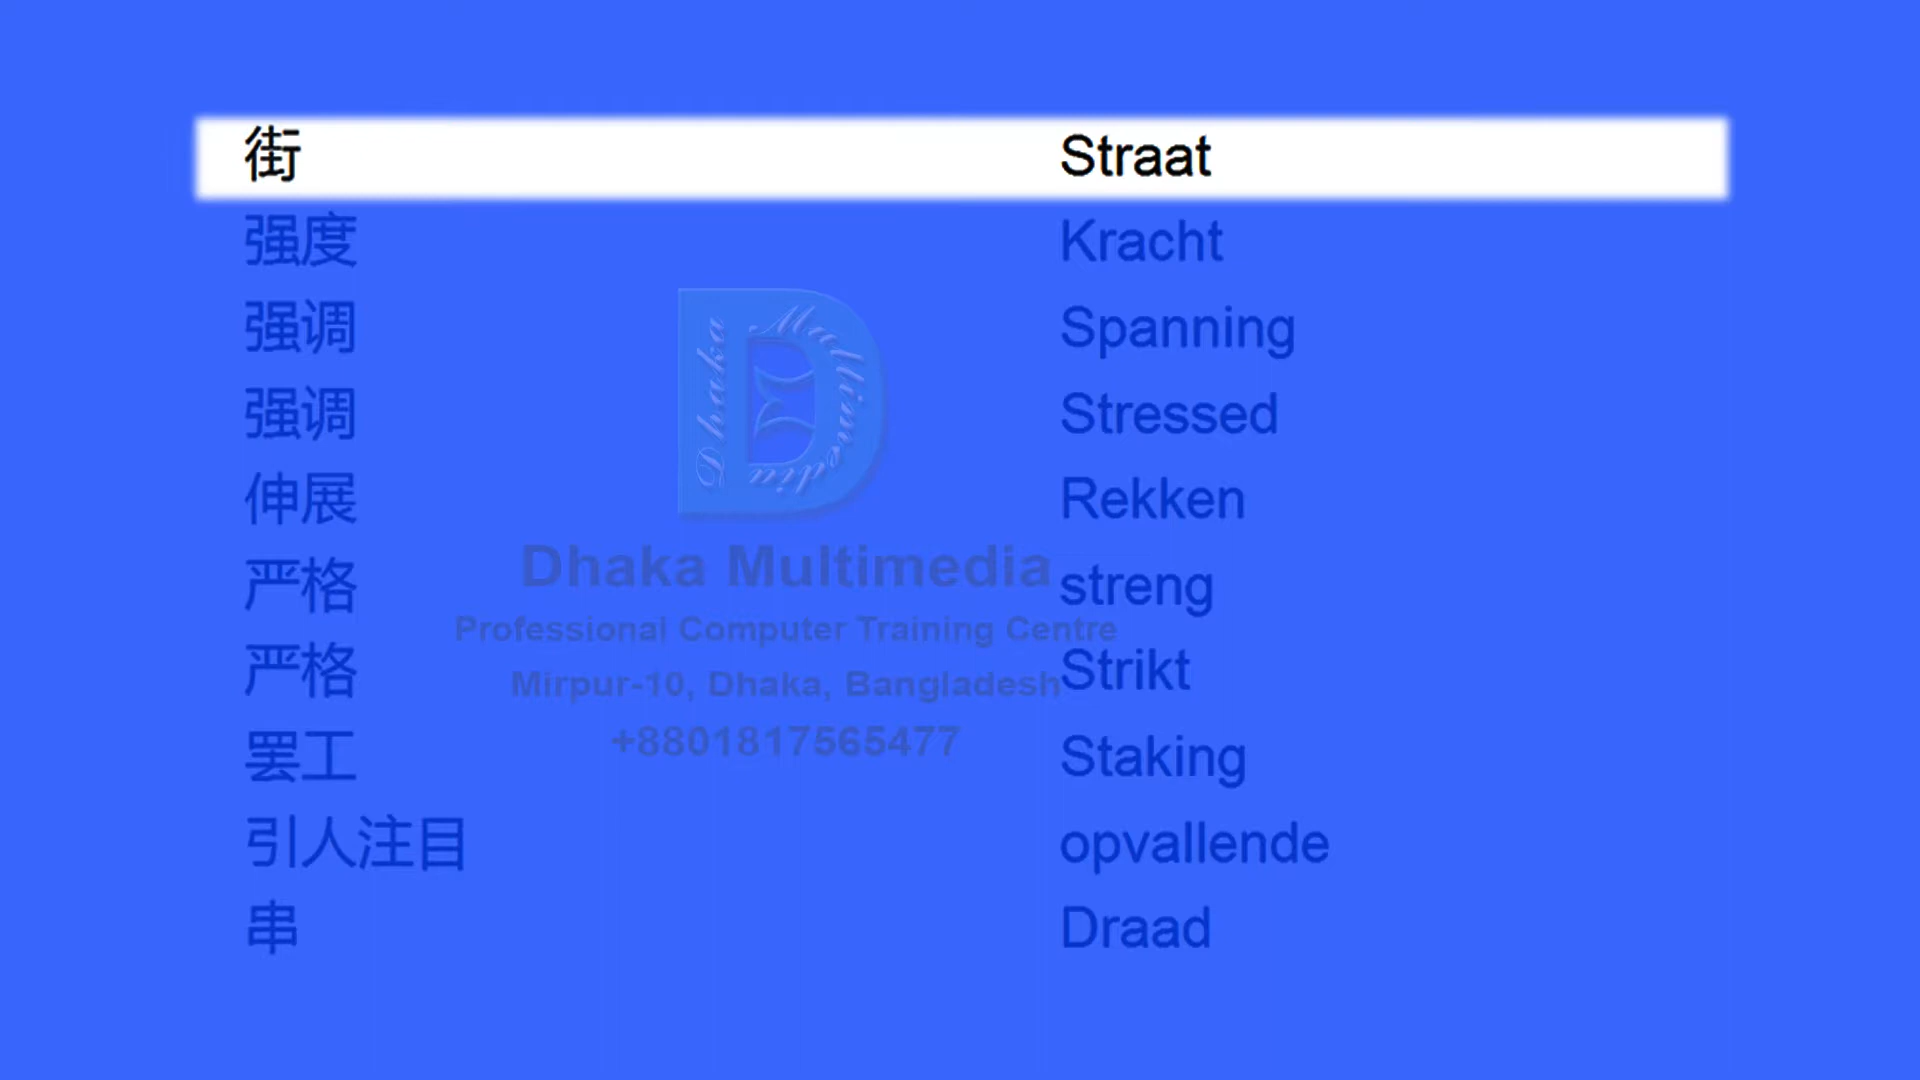 街 Straat
强度 Kracht
强调 Spanning
强调 Stressed
伸展 Rekken
严格 streng
严格 Strikt
罢工 Staking
引人注目 opvallende
串 Draad
Dhaka Multimedia
Dhaka Multimedia
Professional Computer Training Centre
Mirpur-10, Dhaka, Bangladesh
+8801817565477